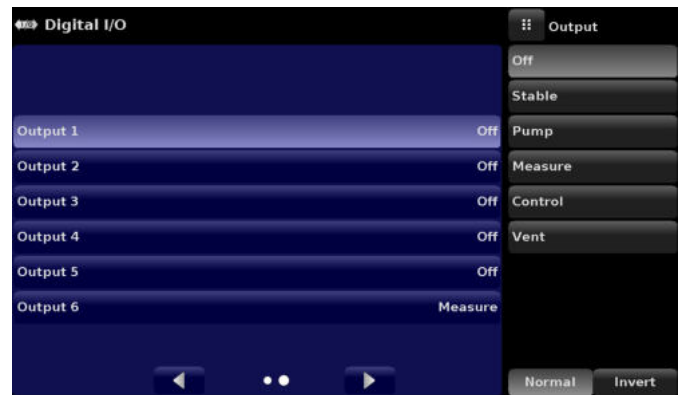 Digital I/O
Output 1 Off
Output 2 Off
Output 3 Off
Output 4 Off
Output 5 Off
Output 6 Measure
Output
Off
Stable
Pump
Measure
Control
Vent
Normal Invert